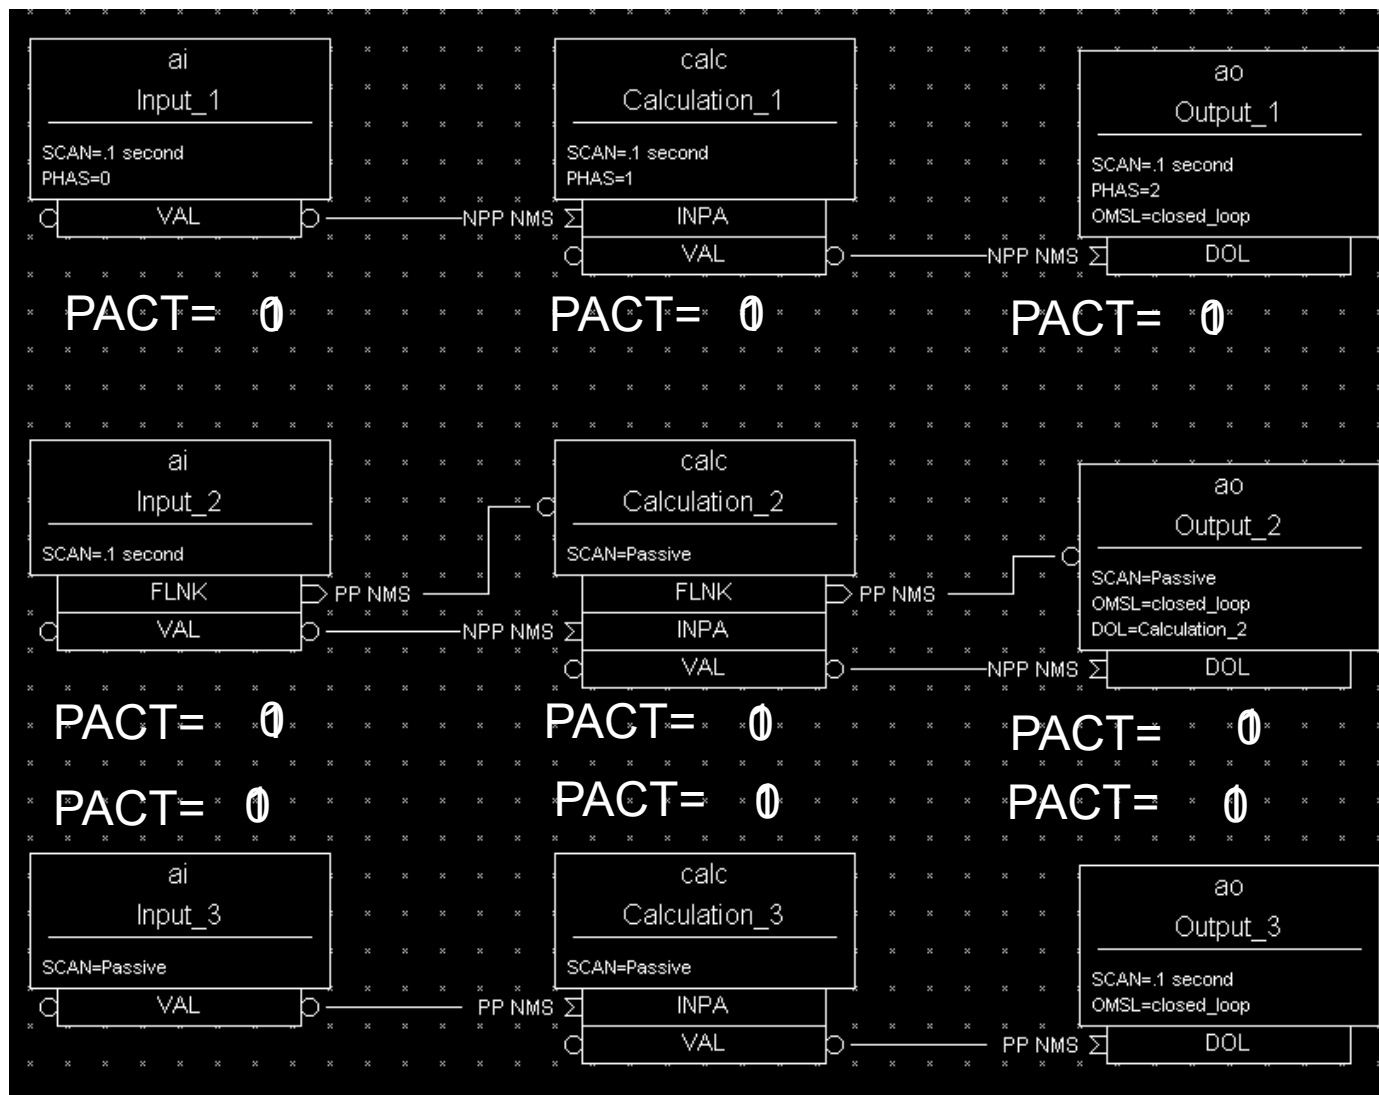 ai
Input_1
SCAN=.1 second
PHAS=0
VAL
calc
Calculation_1
SCAN=.1 second
PHAS=1
NPP NMS
INPA
VAL
ao
Output_1
SCAN=.1 second
PHAS=2
OMSL=closed_loop
NPP NMS
DOL
PACT=
PACT=
PACT=
ai
Input_2
SCAN=.1 second
FLNK
PP NMS
VAL
calc
Calculation_2
SCAN=Passive
FLNK
PP NMS
NPP NMS
INPA
VAL
ao
Output_2
SCAN=Passive
OMSL=closed_loop
DOL=Calculation_2
NPP NMS
DOL
PACT=
PACT=
PACT=
PACT=
PACT=
PACT=
ai
Input_3
SCAN=Passive
VAL
calc
Calculation_3
SCAN=Passive
PP NMS
INPA
VAL
ao
Output_3
SCAN=.1 second
OMSL=closed_loop
PP NMS
DOL